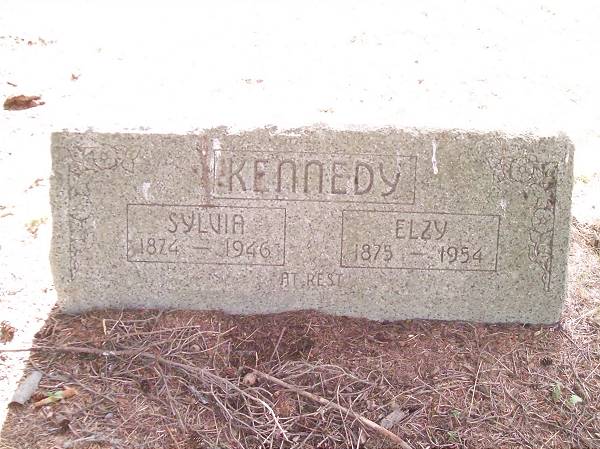 KENNEDY
SYLVIA
1874 — 1946
ELZY
1875 — 1954
AT REST